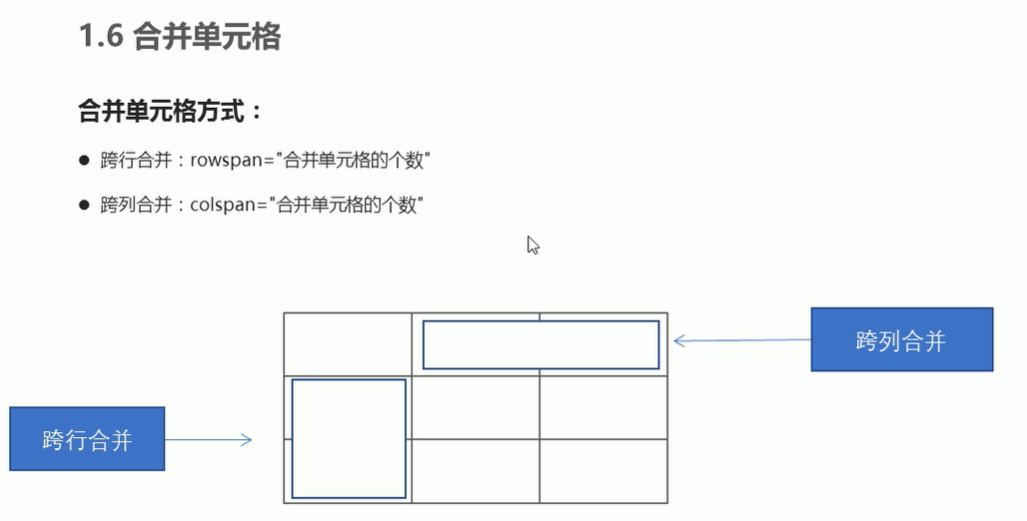 1.6 合并单元格
合并单元格方式：
● 跨行合并：rowspan="合并单元格的个数"
● 跨列合并：colspan="合并单元格的个数"
跨列合并
跨行合并